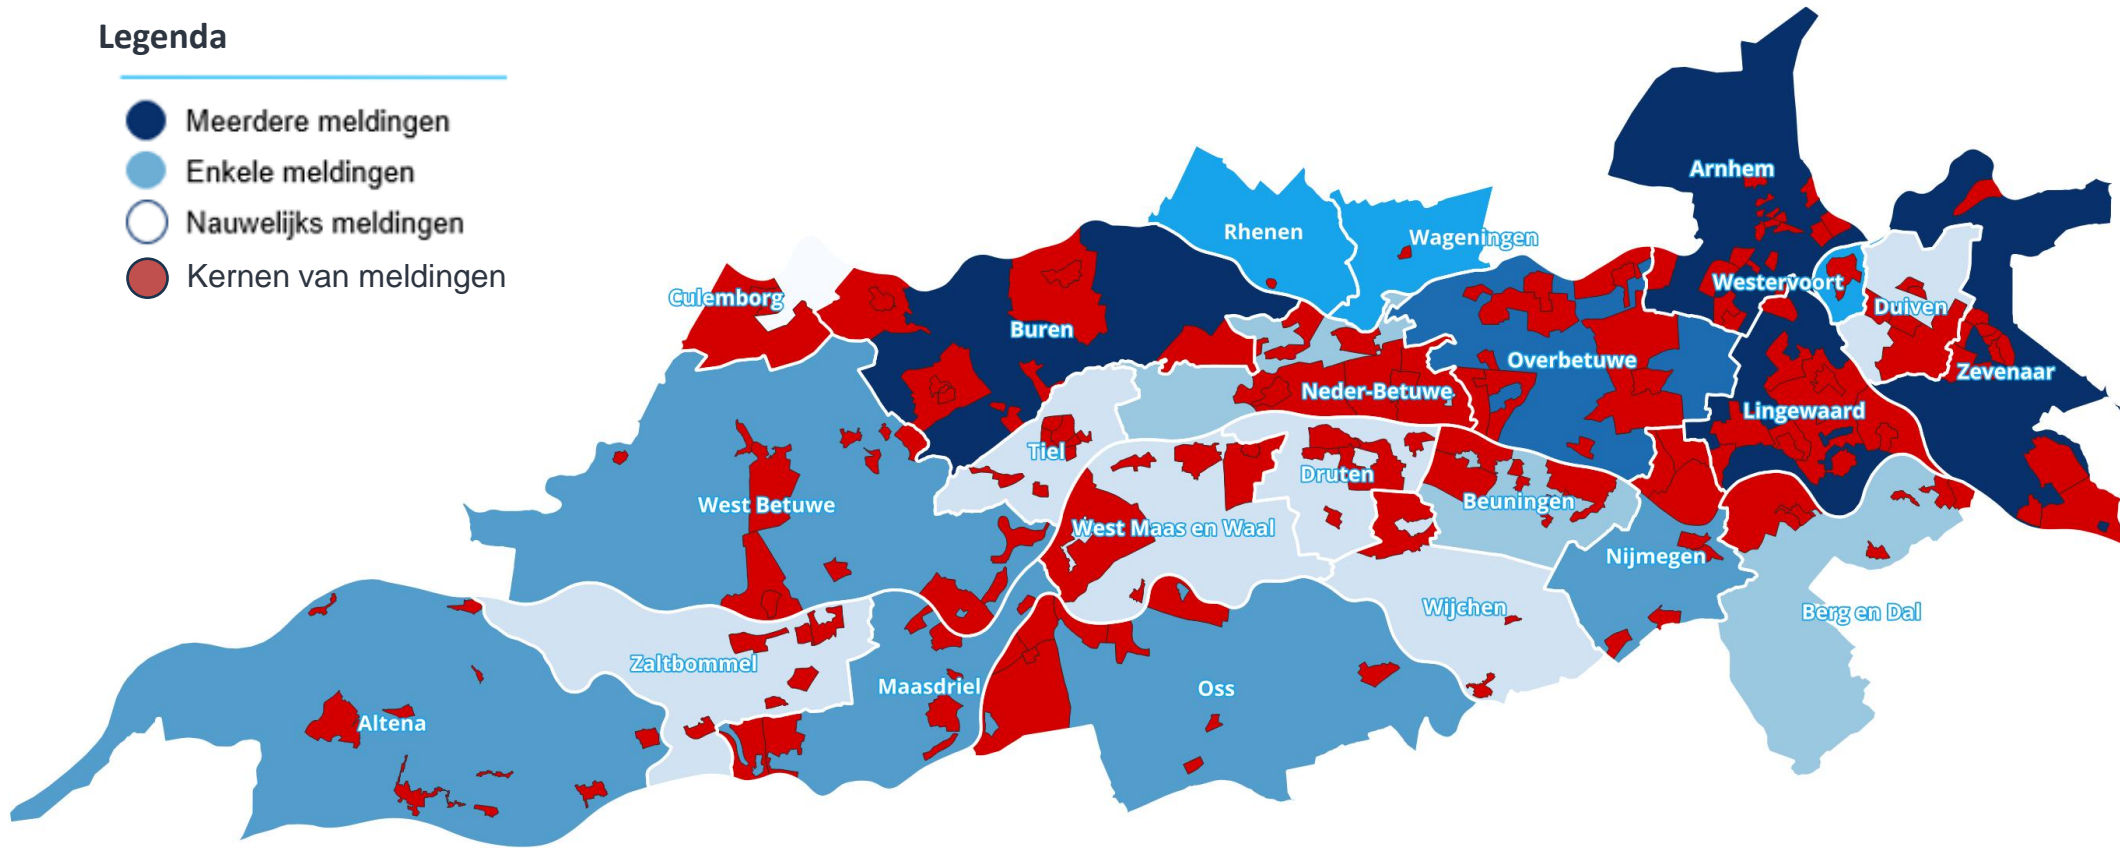 Legenda
Meerdere meldingen
Enkele meldingen
Nauwelijks meldingen
Kernen van meldingen
Arnhem
Rhenen
Wageningen
Westervoort
Culemborg
Duiven
Buren
Overbetuwe
Zevenaar
Neder-Betuwe
Lingewaard
Tiel
Druten
West Betuwe
Beuningen
West Maas en Waal
Nijmegen
Wijchen
Berg en Dal
Zaltbommel
Maasdriel
Oss
Altena